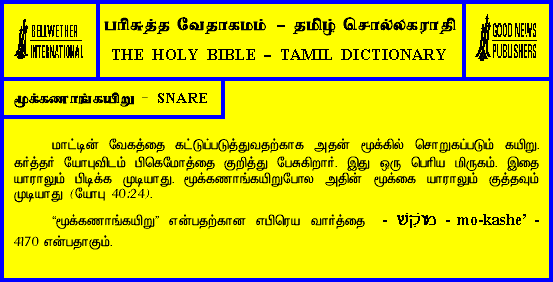 BELLWETHER
INTERNATIONAL
பரிசுத்த வேதாகமம் – தமிழ் சொல்லகராதி
THE HOLY BIBLE – TAMIL DICTIONARY
GOOD NEWS
PUBLISHERS
மூக்கணாங்கயிறு – SNARE
மாட்டின் வேகத்தை கட்டுப்படுத்துவதற்காக அதன் மூக்கில் சொறுகப்படும் கயிறு.
கர்த்தர் யோபுவிடம் பிகெமோத்தை குறித்து பேசுகிறார். இது ஒரு பெரிய மிருகம். இதை
யாராலும் பிடிக்க முடியாது. மூக்கணாங்கயிறுபோல அதின் மூக்கை யாராலும் குத்தவும்
முடியாது (யோபு 40:24).
“மூக்கணாங்கயிறு” என்பதற்கான எபிரெய வார்த்தை - מוֹקֵשׁ - mo-kashe’ -
4170 என்பதாகும்.